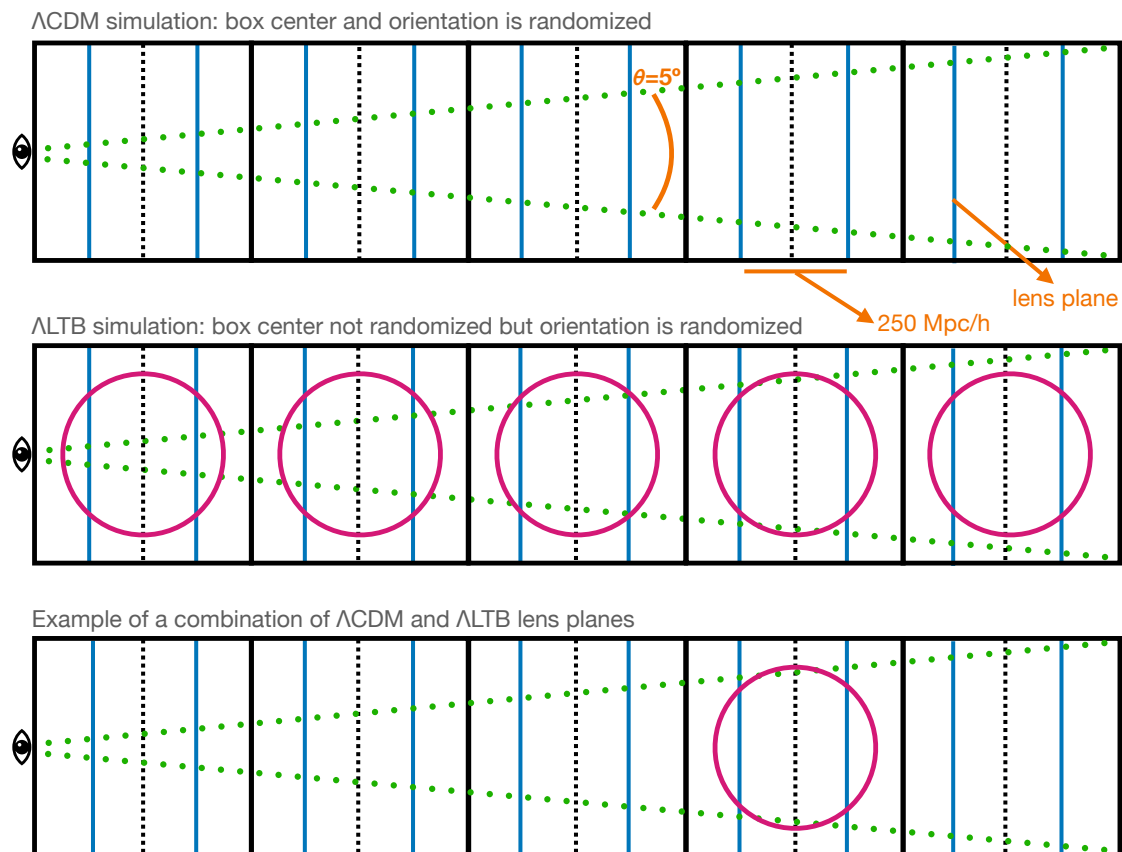 ΛCDM simulation: box center and orientation is randomized
θ=5º
lens plane
250 Mpc/h
ΛLTB simulation: box center not randomized but orientation is randomized
Example of a combination of ΛCDM and ΛLTB lens planes